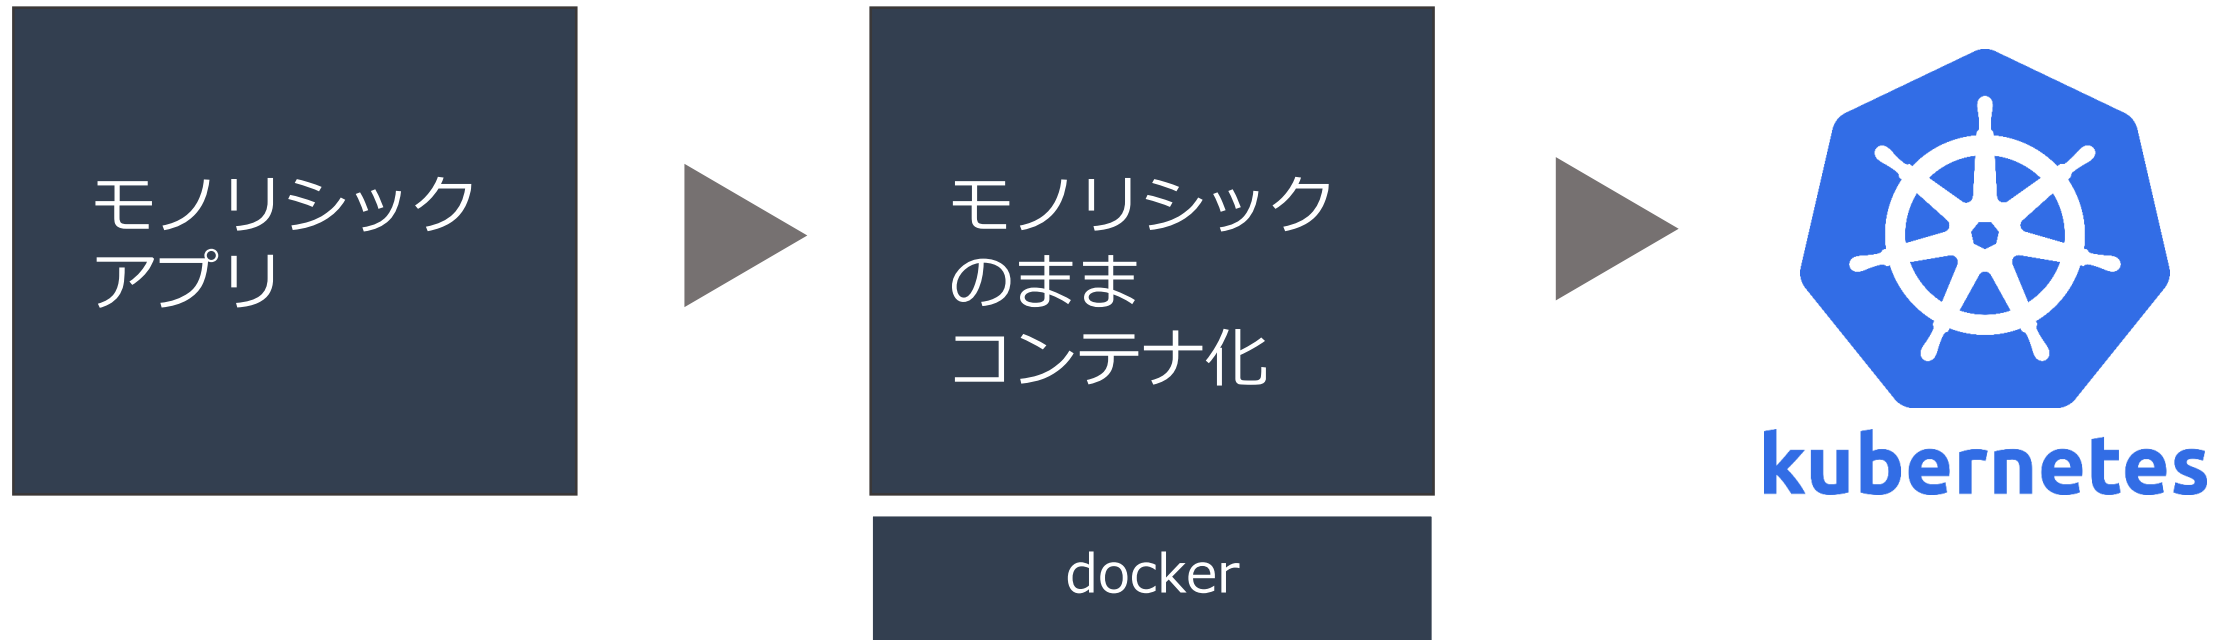 モノリシック
アプリ
モノリシック
のまま
コンテナ化
docker
kubernetes